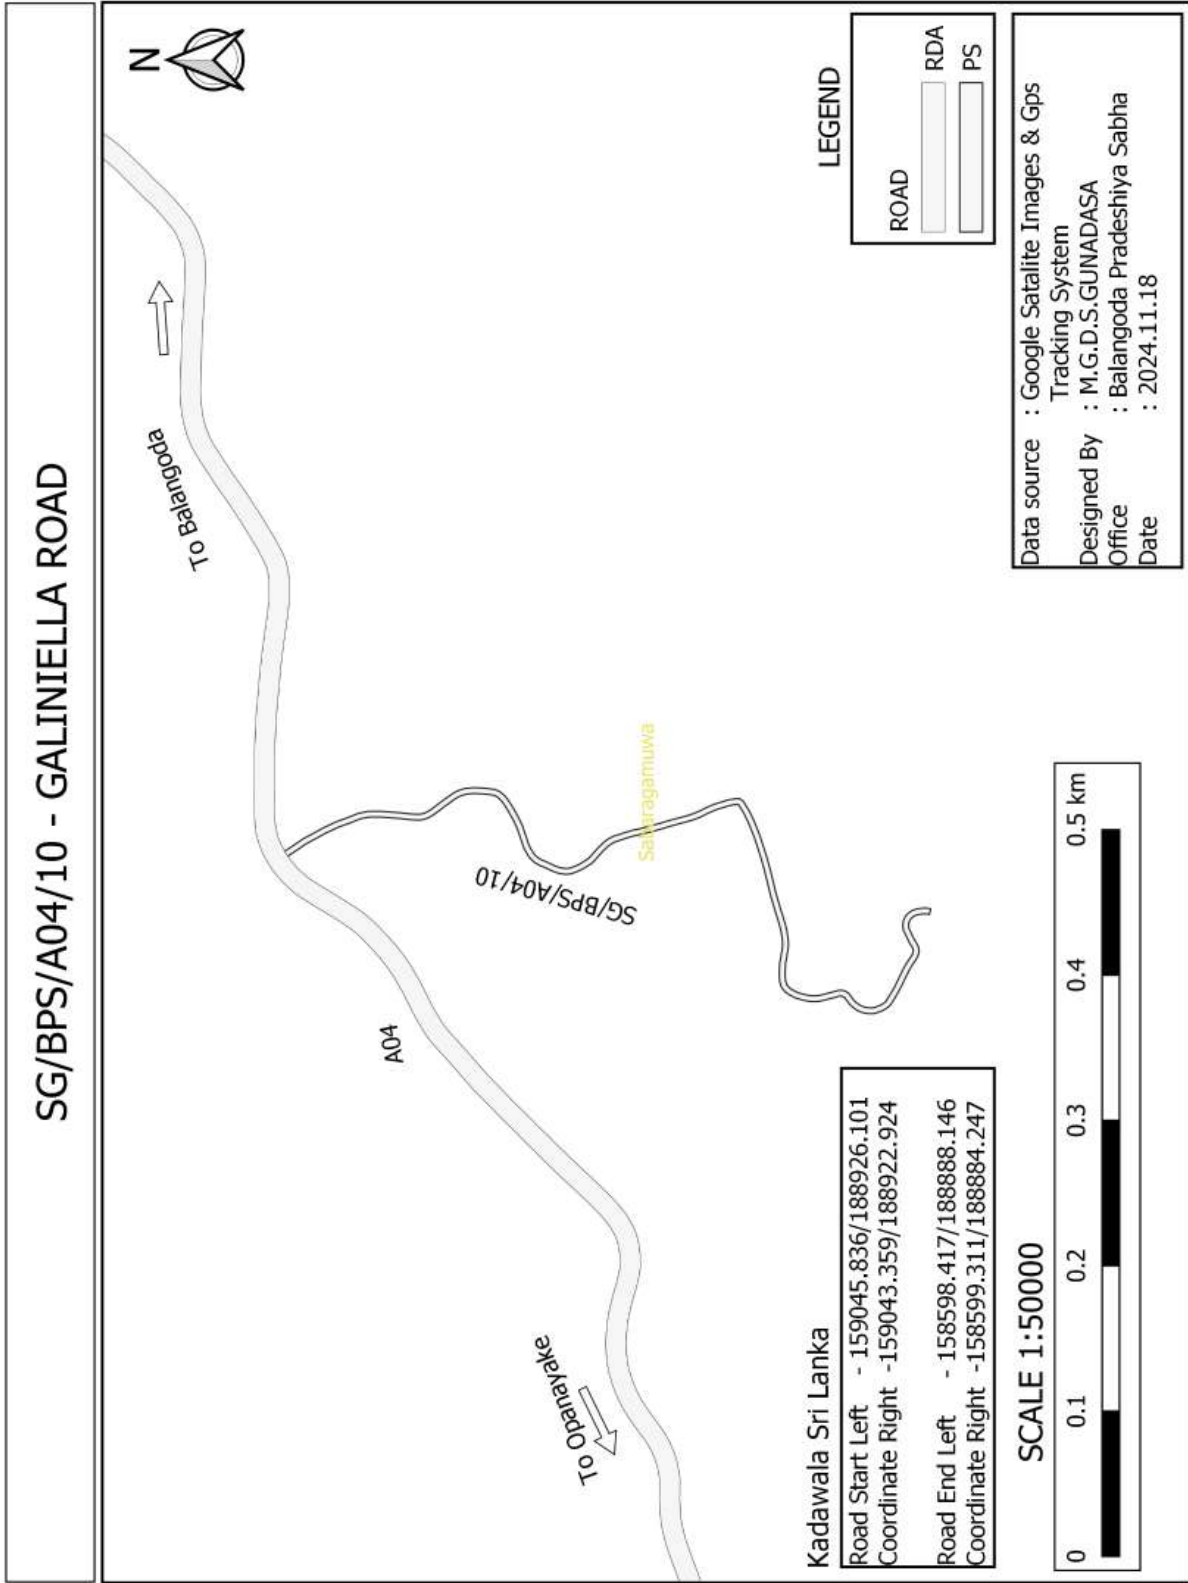 SG/BPS/A04/10 - GALINIELLA ROAD
N
To Balangoda
A04
SG/BPS/A04/10
Sabaragamuwa
To Opanayake
LEGEND
ROAD
RDA
PS
Kadawala Sri Lanka
Road Start Left - 159045.836/188926.101
Coordinate Right -159043.359/188922.924
Road End Left - 158598.417/188888.146
Coordinate Right -158599.311/188884.247
SCALE 1:50000
0 0.1 0.2 0.3 0.4 0.5 km
Data source : Google Satalite Images & Gps
Tracking System
Designed By : M.G.D.S.GUNADASA
Office : Balangoda Pradeshiya Sabha
Date : 2024.11.18